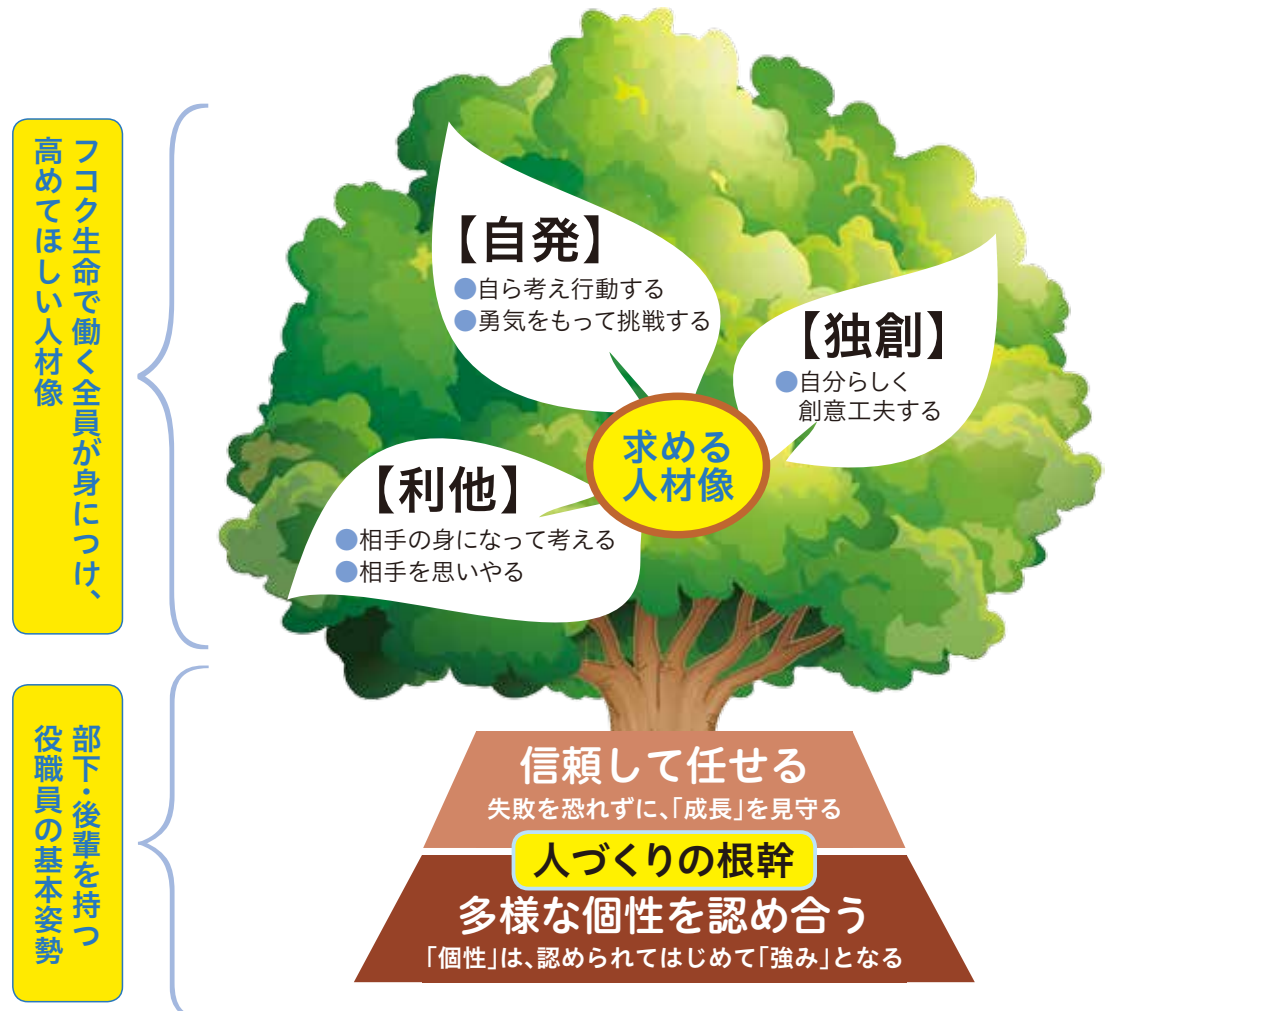 フコク生命で働く全員が身につけ、
高めてほしい人材像
【自発】
●自ら考え行動する
●勇気をもって挑戦する
【独創】
●自分らしく
創意工夫する
求める
人材像
【利他】
●相手の身になって考える
●相手を思いやる
部下・後輩を持つ
役職員の基本姿勢
信頼して任せる
失敗を恐れずに、「成長」を見守る
人づくりの根幹
多様な個性を認め合う
「個性」は、認められてはじめて「強み」となる